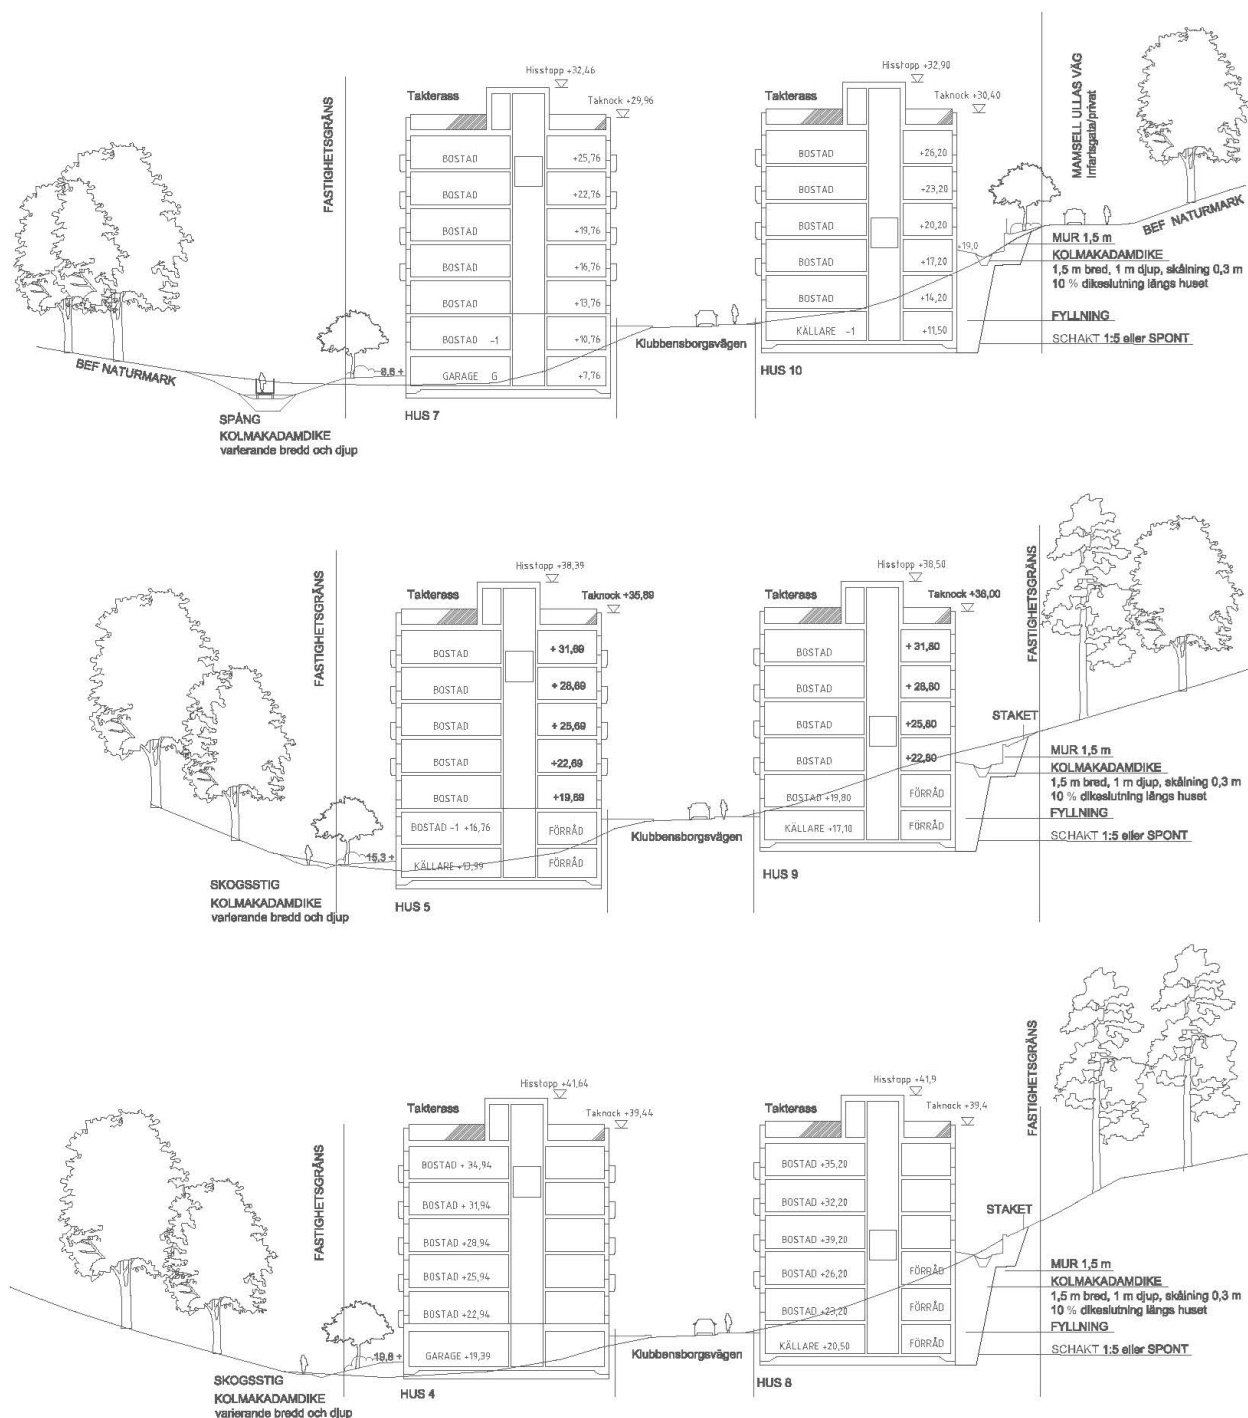 Hisstopp +32,46
Takterass
Taknock +29,96
FASTIGHETSGRÄNS
BOSTAD +25,76
BOSTAD +22,76
BOSTAD +19,76
BOSTAD +16,76
BOSTAD +13,76
BOSTAD -1 +10,76
GARAGE G +7,76
8,6 +
BEF NATURMARK
SPÅNG
KOLMAKADAMDIKE
varierande bredd och djup
HUS 7
Klubbensborgsvägen
Hisstopp +32,90
Takterass
Taknock +30,40
BOSTAD +26,20
BOSTAD +23,20
BOSTAD +20,20
BOSTAD +17,20
BOSTAD +14,20
KÄLLARE -1 +11,50
HUS 10
+19,0
MAMSELL ULLAS VÄG
Infartsgata/privat
BEF NATURMARK
MUR 1,5 m
KOLMAKADAMDIKE
1,5 m bred, 1 m djup, skålning 0,3 m
10 % dikeslutning längs huset
FYLLNING
SCHAKT 1:5 eller SPONT
Hisstopp +38,39
Takterass
Taknock +35,89
FASTIGHETSGRÄNS
BOSTAD + 31,69
BOSTAD + 28,69
BOSTAD + 25,69
BOSTAD +22,69
BOSTAD +19,69
BOSTAD -1 +16,76 FÖRRÅD
KÄLLARE +13,99 FÖRRÅD
15,3 +
SKOGSSTIG
KOLMAKADAMDIKE
varierande bredd och djup
HUS 5
Klubbensborgsvägen
Hisstopp +38,50
Takterass
Taknock +36,00
BOSTAD + 31,80
BOSTAD + 28,80
BOSTAD +25,80
BOSTAD +22,80
BOSTAD +19,80 FÖRRÅD
KÄLLARE +17,10 FÖRRÅD
HUS 9
FASTIGHETSGRÄNS
STAKET
MUR 1,5 m
KOLMAKADAMDIKE
1,5 m bred, 1 m djup, skålning 0,3 m
10 % dikeslutning längs huset
FYLLNING
SCHAKT 1:5 eller SPONT
Hisstopp +41,64
Takterass
Taknock +39,44
FASTIGHETSGRÄNS
BOSTAD + 34,94
BOSTAD + 31,94
BOSTAD +28,94
BOSTAD +25,94
BOSTAD +22,94
GARAGE +19,39
19,8 +
SKOGSSTIG
KOLMAKADAMDIKE
varierande bredd och djup
HUS 4
Klubbensborgsvägen
Hisstopp +41,9
Takterass
Taknock +39,4
BOSTAD +35,20
BOSTAD +32,20
BOSTAD +39,20
BOSTAD +26,20 FÖRRÅD
BOSTAD +23,20 FÖRRÅD
KÄLLARE +20,50 FÖRRÅD
HUS 8
FASTIGHETSGRÄNS
STAKET
MUR 1,5 m
KOLMAKADAMDIKE
1,5 m bred, 1 m djup, skålning 0,3 m
10 % dikeslutning längs huset
FYLLNING
SCHAKT 1:5 eller SPONT